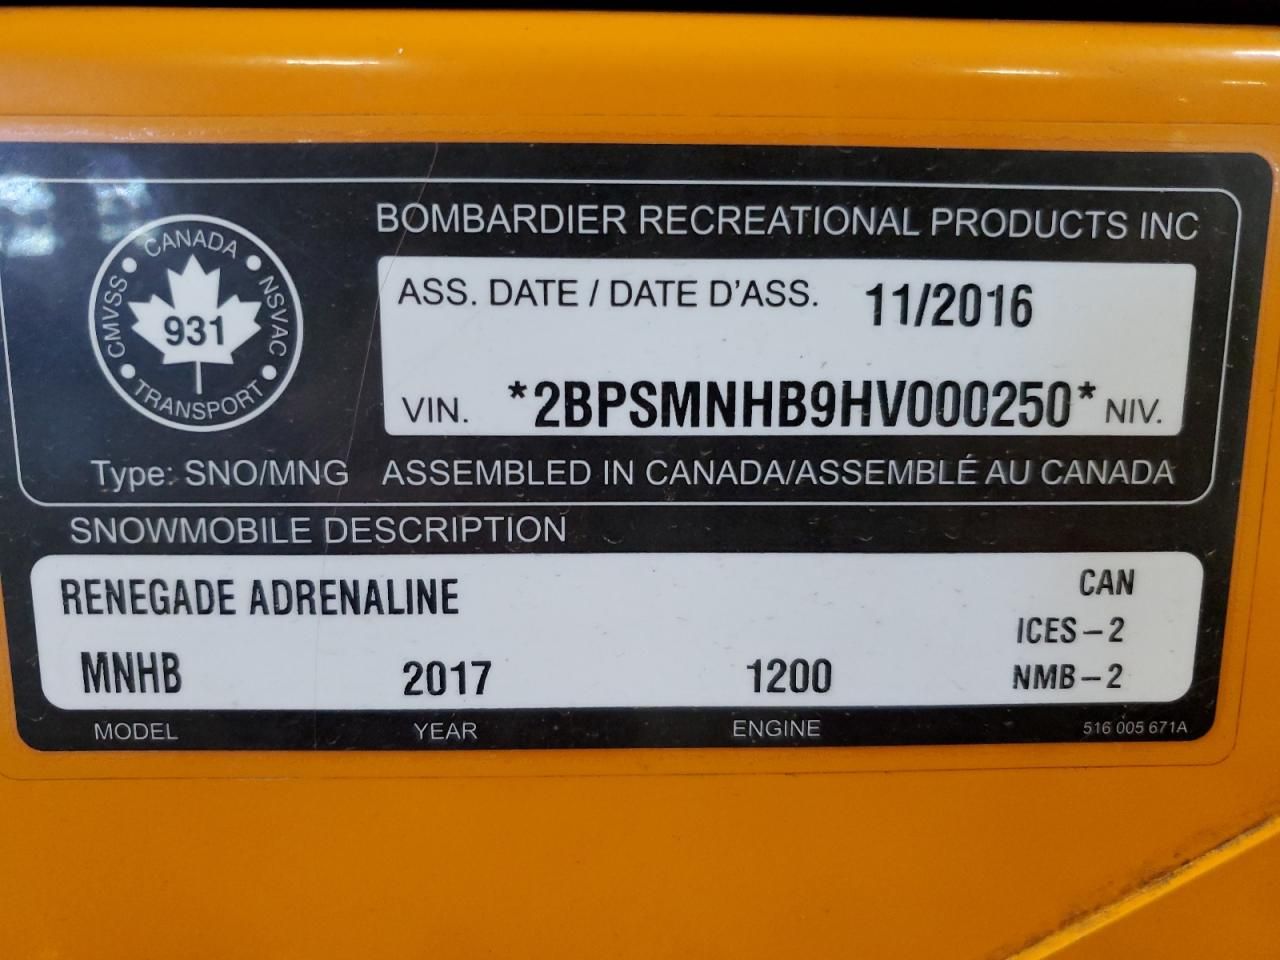 BOMBARDIER RECREATIONAL PRODUCTS INC
CANADA
CMVSS
NSVAC
931
TRANSPORT
ASS. DATE / DATE D'ASS. 11/2016
VIN. *2BPSMNHB9HV000250* NIV.
Type: SNO/MNG ASSEMBLED IN CANADA/ASSEMBLÉ AU CANADA
SNOWMOBILE DESCRIPTION
RENEGADE ADRENALINE CAN
ICES-2
MNHB 2017 1200 NMB-2
MODEL YEAR ENGINE 516 005 671A